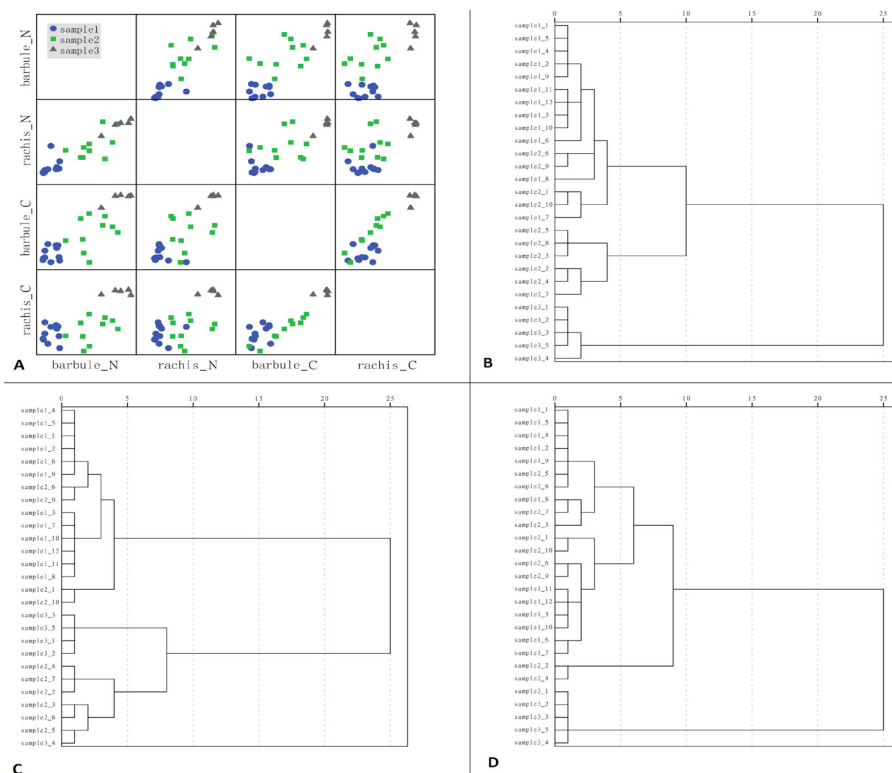 sample1
sample2
sample3
barbule_N
rachis_N
barbule_C
rachis_C
barbule_N
rachis_N
barbule_C
rachis_C
A
0
5
10
15
20
25
sample1_1
sample1_5
sample1_4
sample1_2
sample1_9
sample1_11
sample1_12
sample1_3
sample1_10
sample1_6
sample2_6
sample2_9
sample1_8
sample2_1
sample2_10
sample1_7
sample2_5
sample2_8
sample2_3
sample2_2
sample2_4
sample2_7
sample3_1
sample3_2
sample3_3
sample3_5
sample3_4
B
0
5
10
15
20
25
sample1_4
sample1_5
sample1_1
sample1_2
sample1_6
sample1_9
sample2_6
sample2_9
sample1_3
sample1_7
sample1_10
sample1_12
sample1_11
sample1_8
sample2_1
sample2_10
sample3_3
sample3_5
sample3_1
sample3_2
sample2_4
sample2_7
sample2_2
sample2_3
sample2_8
sample2_5
sample3_4
C
0
5
10
15
20
25
sample1_1
sample1_5
sample1_4
sample1_2
sample1_9
sample2_5
sample2_8
sample1_8
sample2_7
sample2_3
sample2_1
sample2_10
sample2_6
sample2_9
sample1_11
sample1_12
sample1_3
sample1_10
sample1_6
sample1_7
sample2_2
sample2_4
sample3_1
sample3_2
sample3_3
sample3_5
sample3_4
D